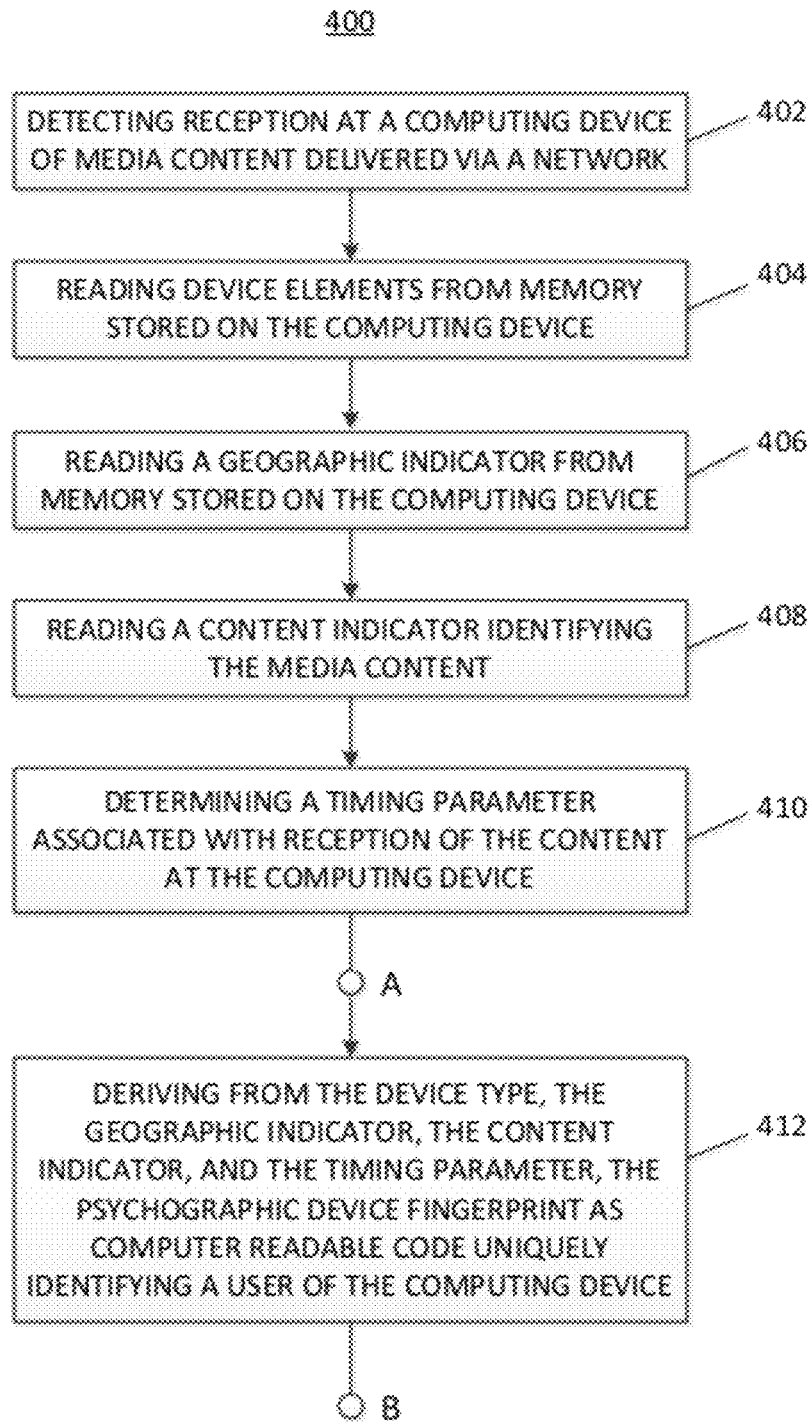 400
DETECTING RECEPTION AT A COMPUTING DEVICE
OF MEDIA CONTENT DELIVERED VIA A NETWORK
402
READING DEVICE ELEMENTS FROM MEMORY
STORED ON THE COMPUTING DEVICE
404
READING A GEOGRAPHIC INDICATOR FROM
MEMORY STORED ON THE COMPUTING DEVICE
406
READING A CONTENT INDICATOR IDENTIFYING
THE MEDIA CONTENT
408
DETERMINING A TIMING PARAMETER
ASSOCIATED WITH RECEPTION OF THE CONTENT
AT THE COMPUTING DEVICE
410
A
DERIVING FROM THE DEVICE TYPE, THE
GEOGRAPHIC INDICATOR, THE CONTENT
INDICATOR, AND THE TIMING PARAMETER, THE
PSYCHOGRAPHIC DEVICE FINGERPRINT AS
COMPUTER READABLE CODE UNIQUELY
IDENTIFYING A USER OF THE COMPUTING DEVICE
412
B